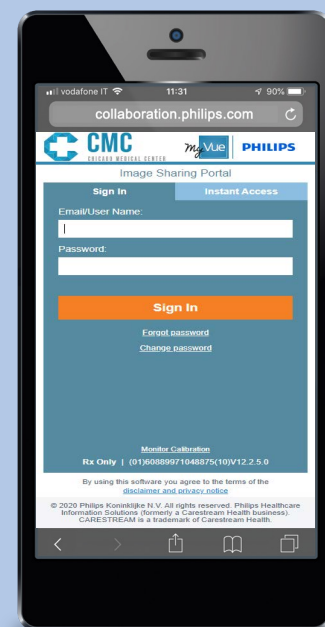 vodafone IT 11:31 90%
collaboration.philips.com
CMC
CHICAGO MEDICAL CENTER
MyVue PHILIPS
Image Sharing Portal
Sign In Instant Access
Email/User Name:
Password:
Sign In
Forgot password
Change password
Monitor Calibration
Rx Only | (01)60889971048875(10)V12.2.5.0
By using this software you agree to the terms of the
disclaimer and privacy notice
© 2020 Philips Koninklijke N.V. All rights reserved. Philips Healthcare
Information Solutions (formerly a Carestream Health business).
CARESTREAM is a trademark of Carestream Health.